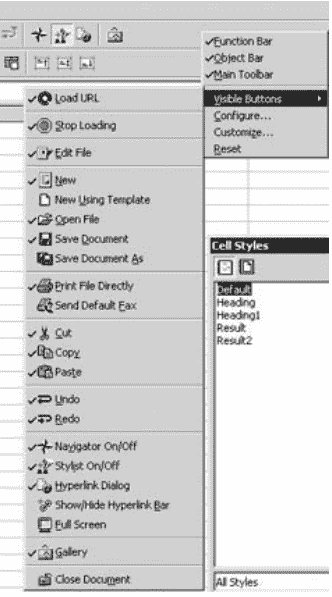 Function Bar
Object Bar
Main Toolbar
Visible Buttons
Configure...
Customize...
Reset
Load URL
Stop Loading
Edit File
New
New Using Template
Open File
Save Document
Save Document As
Print File Directly
Send Default Fax
Cut
Copy
Paste
Undo
Redo
Navigator On/Off
Stylist On/Off
Hyperlink Dialog
Show/Hide Hyperlink Bar
Full Screen
Gallery
Close Document
Cell Styles
Default
Heading
Heading1
Result
Result2
All Styles